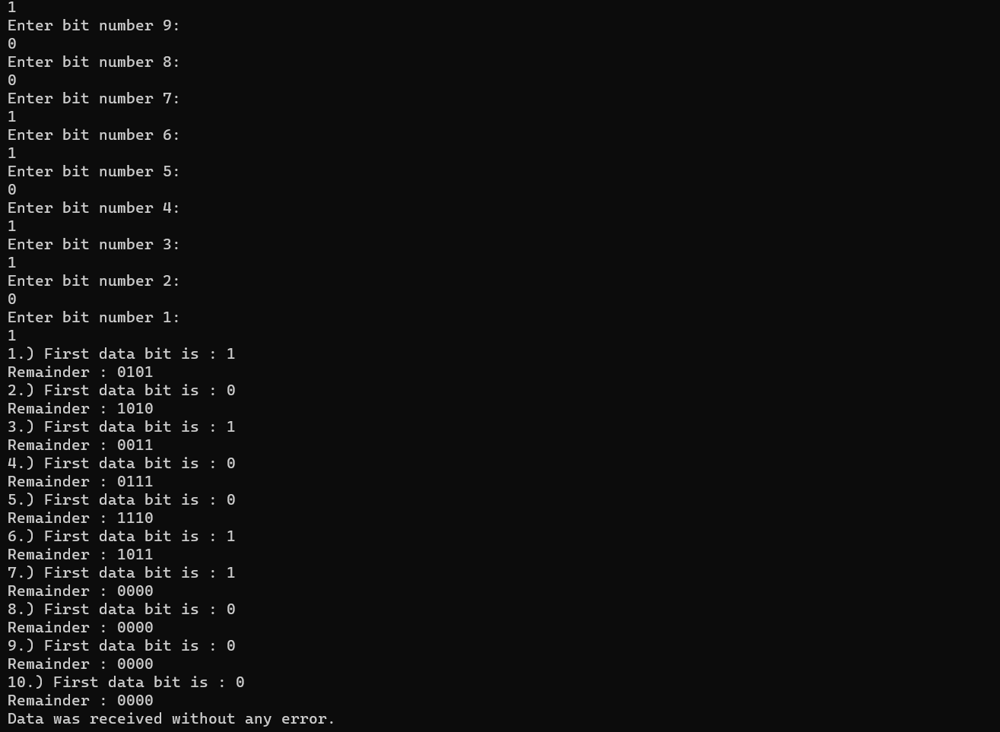 1
Enter bit number 9:
0
Enter bit number 8:
0
Enter bit number 7:
1
Enter bit number 6:
1
Enter bit number 5:
0
Enter bit number 4:
1
Enter bit number 3:
1
Enter bit number 2:
0
Enter bit number 1:
1
1.) First data bit is : 1
Remainder : 0101
2.) First data bit is : 0
Remainder : 1010
3.) First data bit is : 1
Remainder : 0011
4.) First data bit is : 0
Remainder : 0111
5.) First data bit is : 0
Remainder : 1110
6.) First data bit is : 1
Remainder : 1011
7.) First data bit is : 1
Remainder : 0000
8.) First data bit is : 0
Remainder : 0000
9.) First data bit is : 0
Remainder : 0000
10.) First data bit is : 0
Remainder : 0000
Data was received without any error.